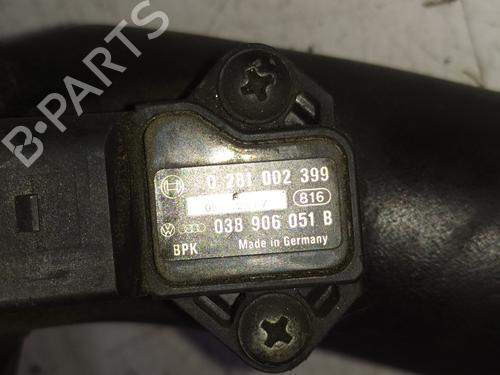 B-PARTS
0 281 002 399
816
038 906 051 B
BPK Made in Germany